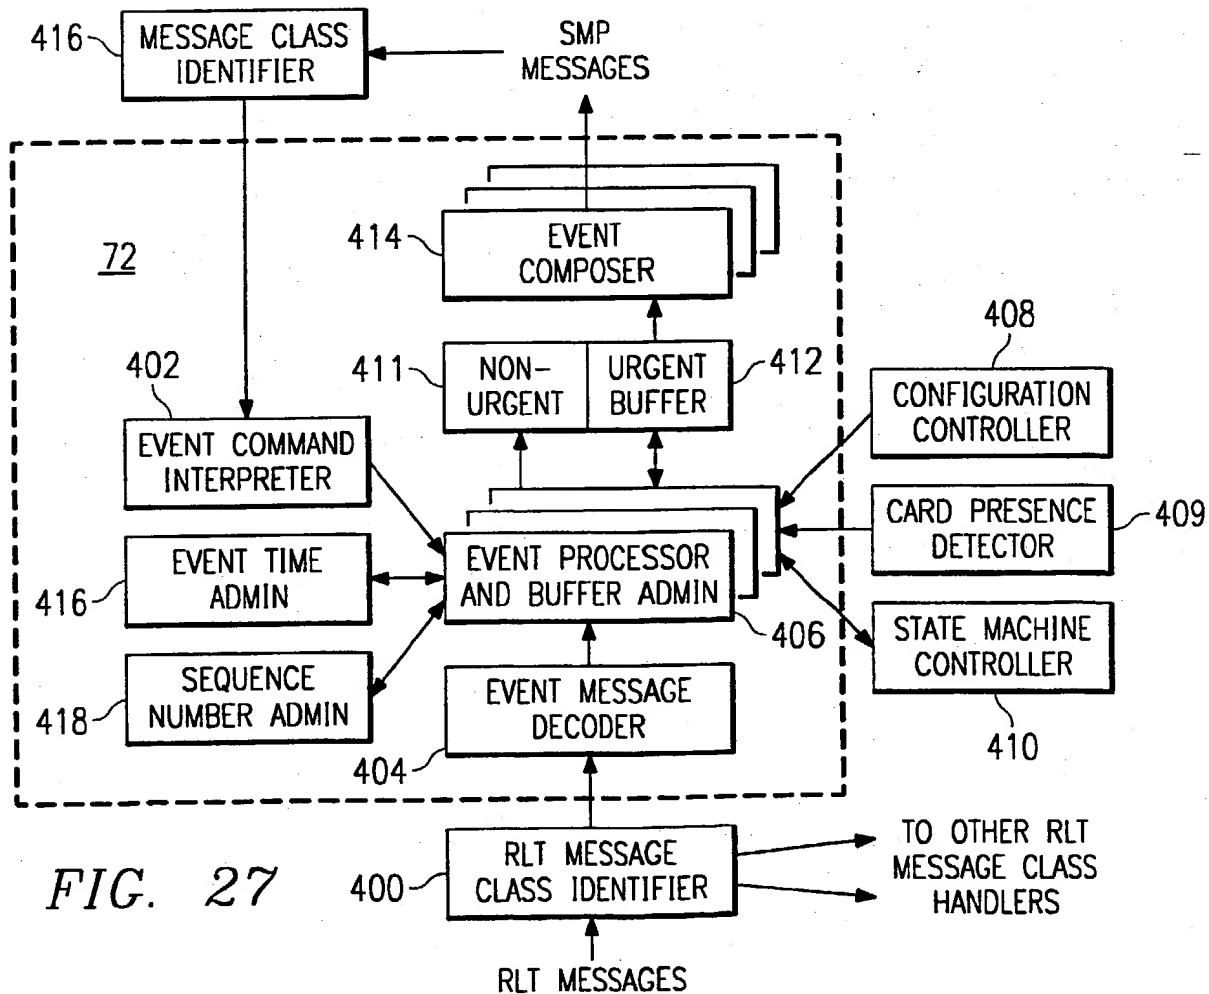 416
MESSAGE CLASS
IDENTIFIER
SMP
MESSAGES
72
414
EVENT
COMPOSER
402
411
NON-
URGENT
URGENT
BUFFER
412
408
CONFIGURATION
CONTROLLER
EVENT COMMAND
INTERPRETER
CARD PRESENCE
DETECTOR
409
416
EVENT TIME
ADMIN
EVENT PROCESSOR
AND BUFFER ADMIN
406
STATE MACHINE
CONTROLLER
410
418
SEQUENCE
NUMBER ADMIN
EVENT MESSAGE
DECODER
404
RLT MESSAGE
CLASS IDENTIFIER
400
TO OTHER RLT
MESSAGE CLASS
HANDLERS
FIG. 27
RLT MESSAGES